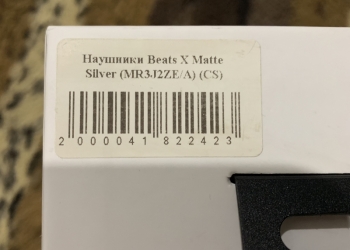 Наушники Beats X Matte
Silver (MR3J2ZE/A) (CS)
2 000041 822423